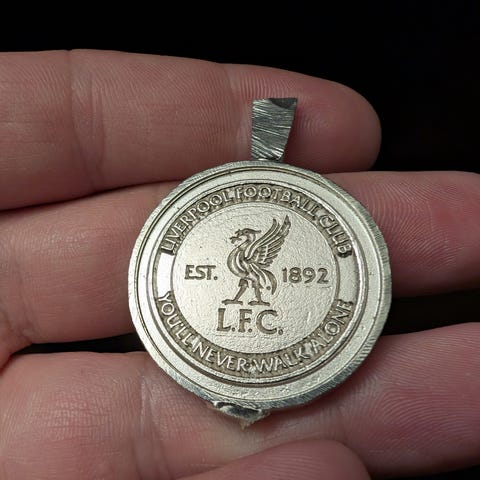 LIVERPOOL FOOTBALL CLUB
EST. 1892
L.F.C.
YOU'LL NEVER WALK ALONE